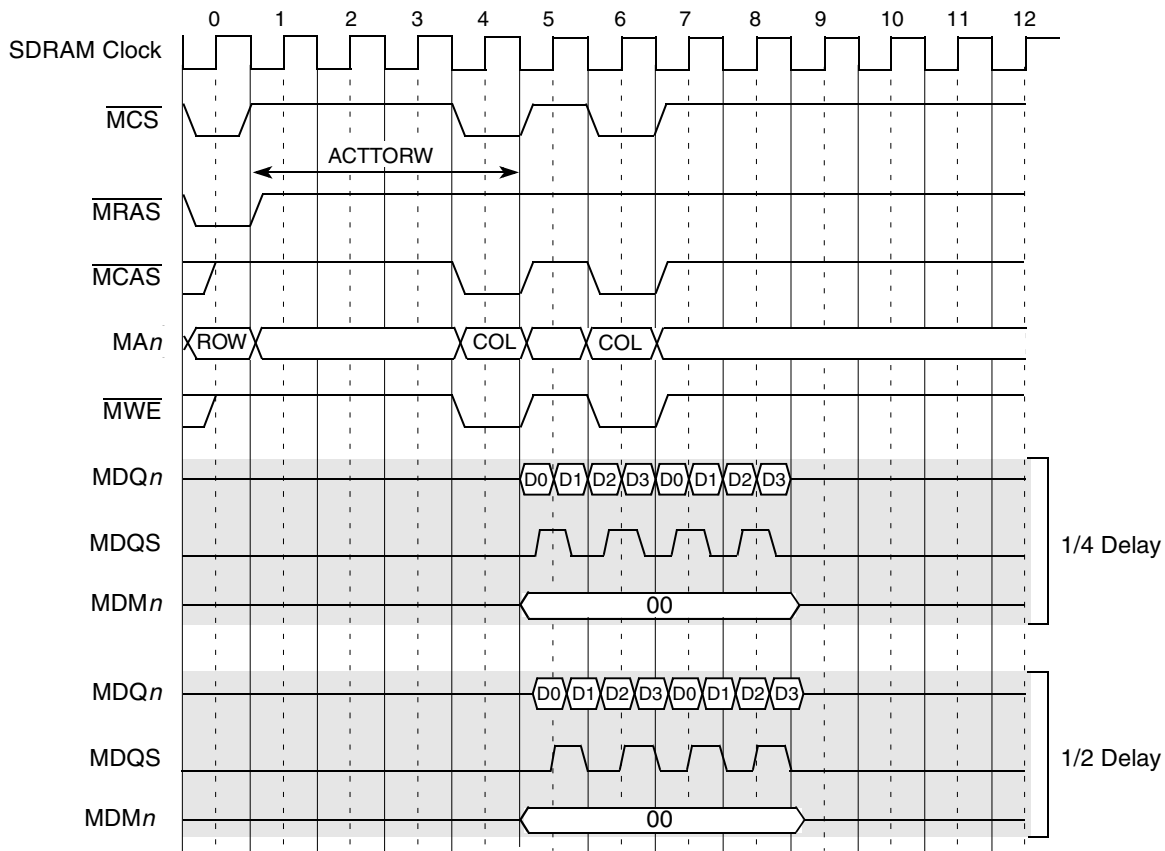 0 1 2 3 4 5 6 7 8 9 10 11 12
SDRAM Clock
MCS
ACTTORW
MRAS
MCAS
MAn ROW COL COL
MWE
MDQn D0 D1 D2 D3 D0 D1 D2 D3
MDQS
1/4 Delay
MDMn 00
MDQn D0 D1 D2 D3 D0 D1 D2 D3
MDQS
1/2 Delay
MDMn 00